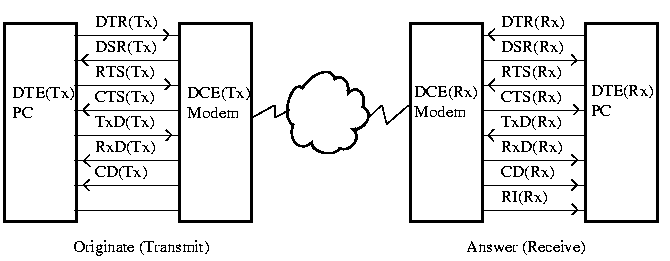 DTR(Tx)
DSR(Tx)
RTS(Tx)
CTS(Tx)
TxD(Tx)
RxD(Tx)
CD(Tx)
DTE(Tx)
PC
DCE(Tx)
Modem
Originate (Transmit)
DTR(Rx)
DSR(Rx)
RTS(Rx)
CTS(Rx)
TxD(Rx)
RxD(Rx)
CD(Rx)
RI(Rx)
DCE(Rx)
Modem
DTE(Rx)
PC
Answer (Receive)